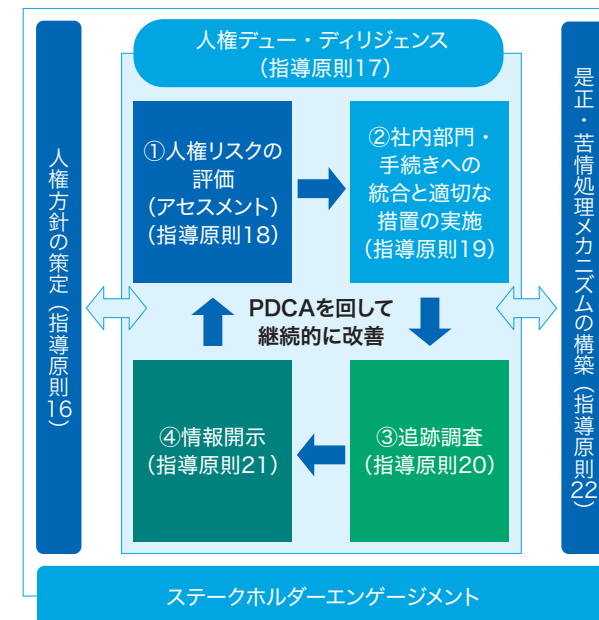 人権デュー・ディリジェンス
（指導原則17）
人権方針の策定（指導原則16）
①人権リスクの
評価
（アセスメント）
（指導原則18）
②社内部門・
手続きへの
統合と適切な
措置の実施
（指導原則19）
PDCAを回して
継続的に改善
④情報開示
（指導原則21）
③追跡調査
（指導原則20）
是正・苦情処理メカニズムの構築（指導原則22）
ステークホルダーエンゲージメント